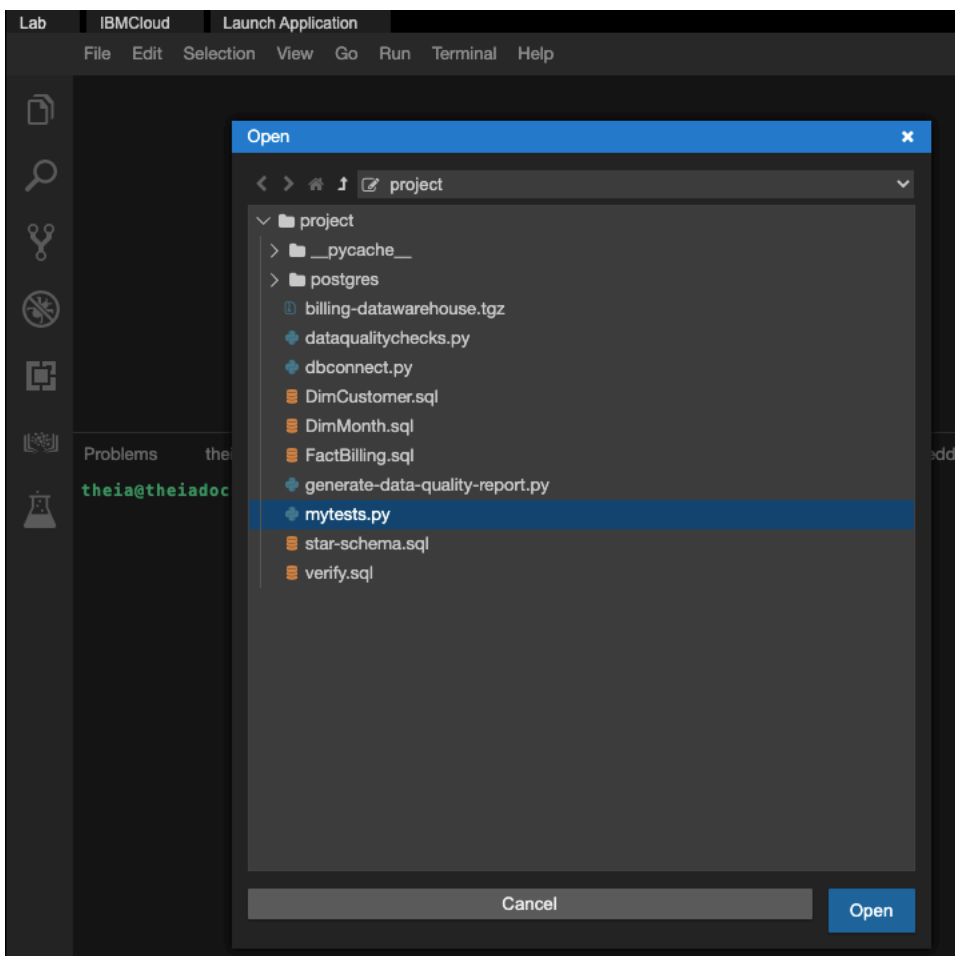 Lab IBMCloud Launch Application
File Edit Selection View Go Run Terminal Help
Open
project
project
__pycache__
postgres
billing-datawarehouse.tgz
dataqualitychecks.py
dbconnect.py
DimCustomer.sql
DimMonth.sql
FactBilling.sql
Problems
generate-data-quality-report.py
theia@theiadoc
mytests.py
star-schema.sql
verify.sql
Cancel
Open